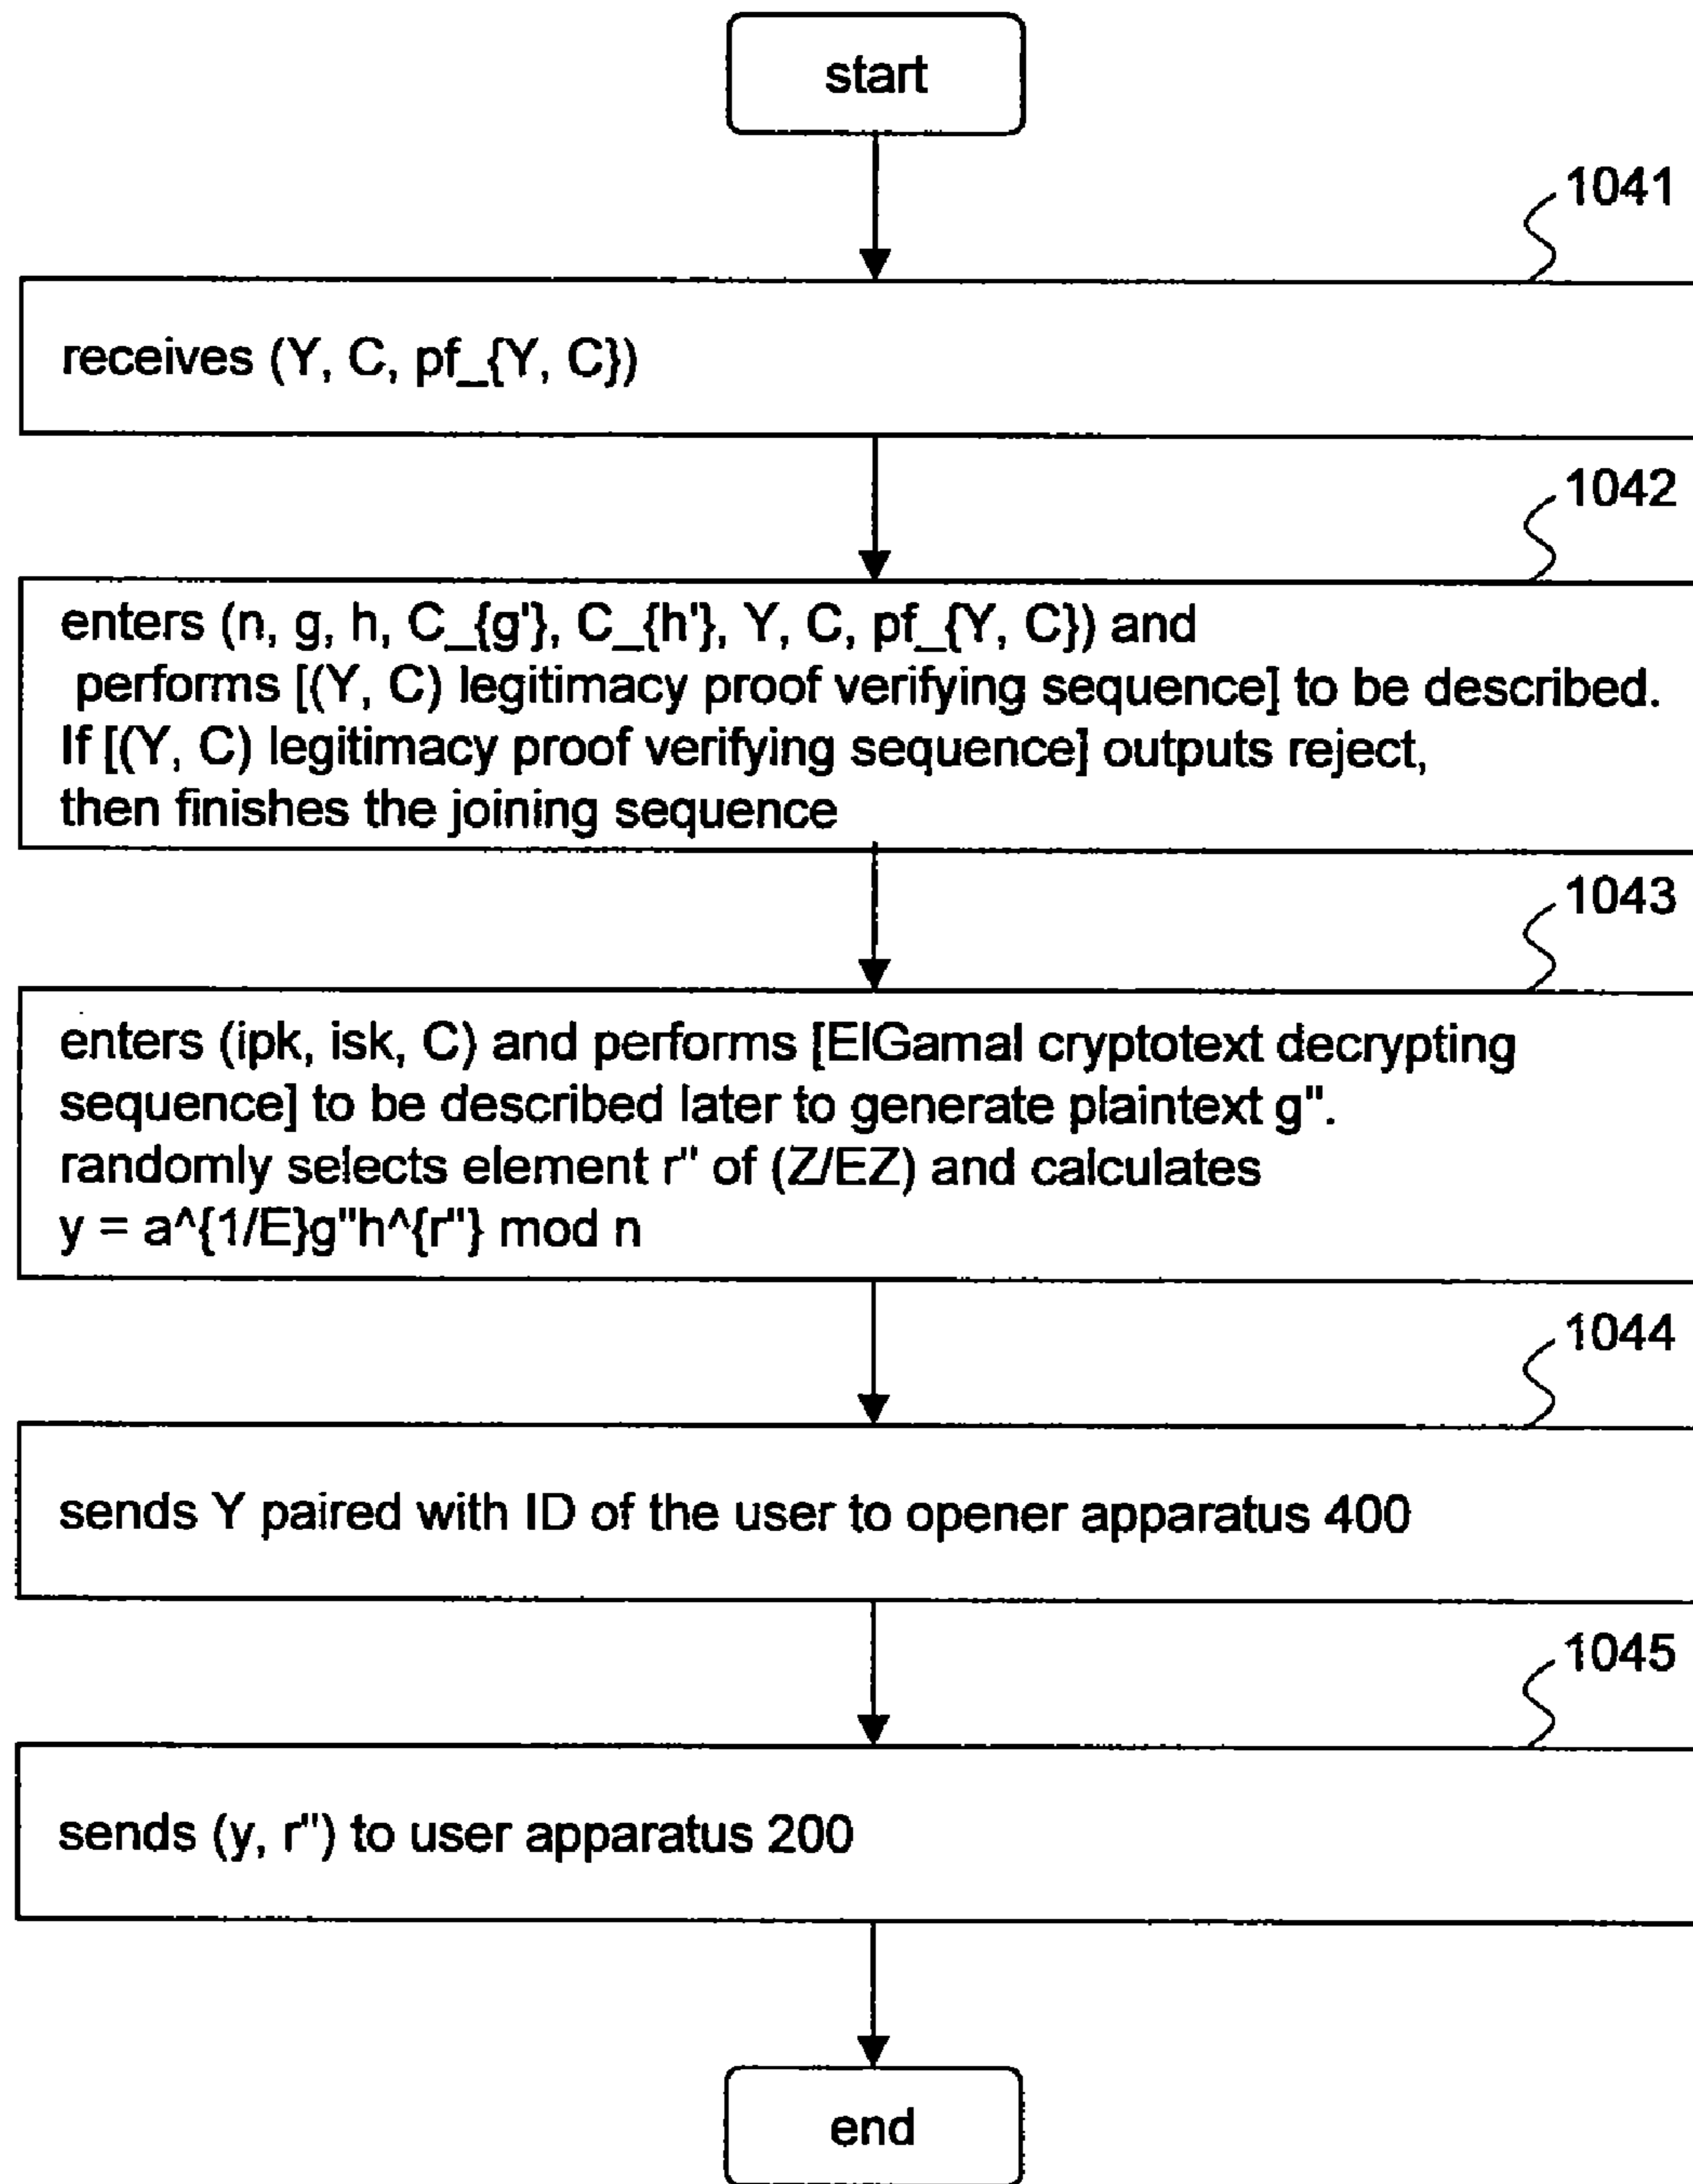 start
1041
receives (Y, C, pf_{Y, C})
1042
enters (n, g, h, C_{g'}, C_{h'}, Y, C, pf_{Y, C}) and
performs [(Y, C) legitimacy proof verifying sequence] to be described.
If [(Y, C) legitimacy proof verifying sequence] outputs reject,
then finishes the joining sequence
1043
enters (ipk, isk, C) and performs [ElGamal cryptotext decrypting
sequence] to be described later to generate plaintext g".
randomly selects element r" of (Z/EZ) and calculates
y = a^{1/E}g"h^{r"} mod n
1044
sends Y paired with ID of the user to opener apparatus 400
1045
sends (y, r") to user apparatus 200
end